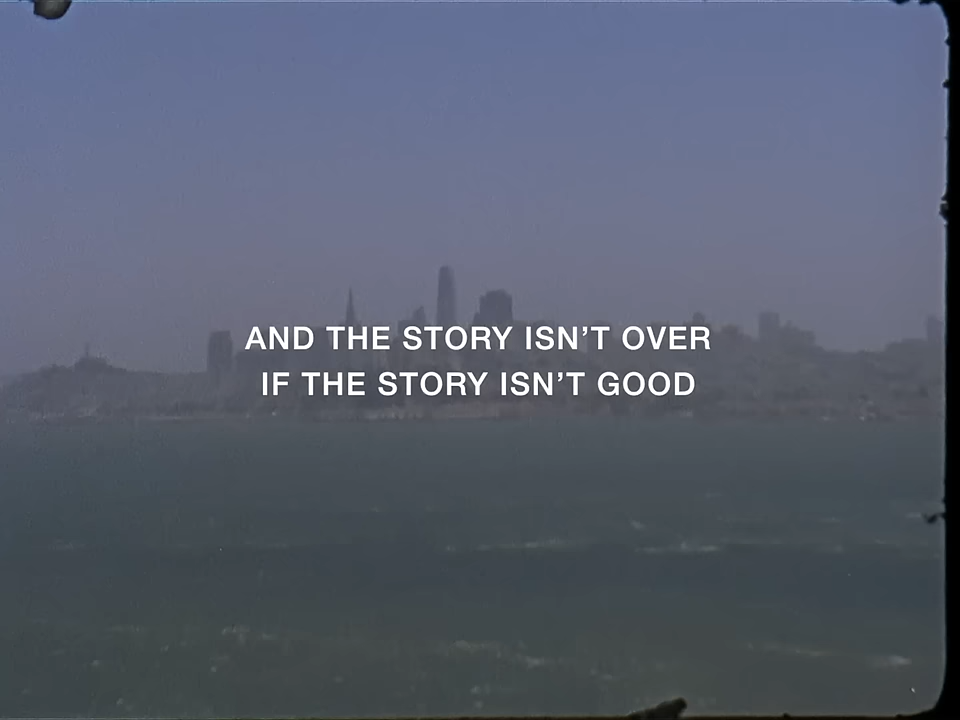 AND THE STORY ISN’T OVER
IF THE STORY ISN’T GOOD